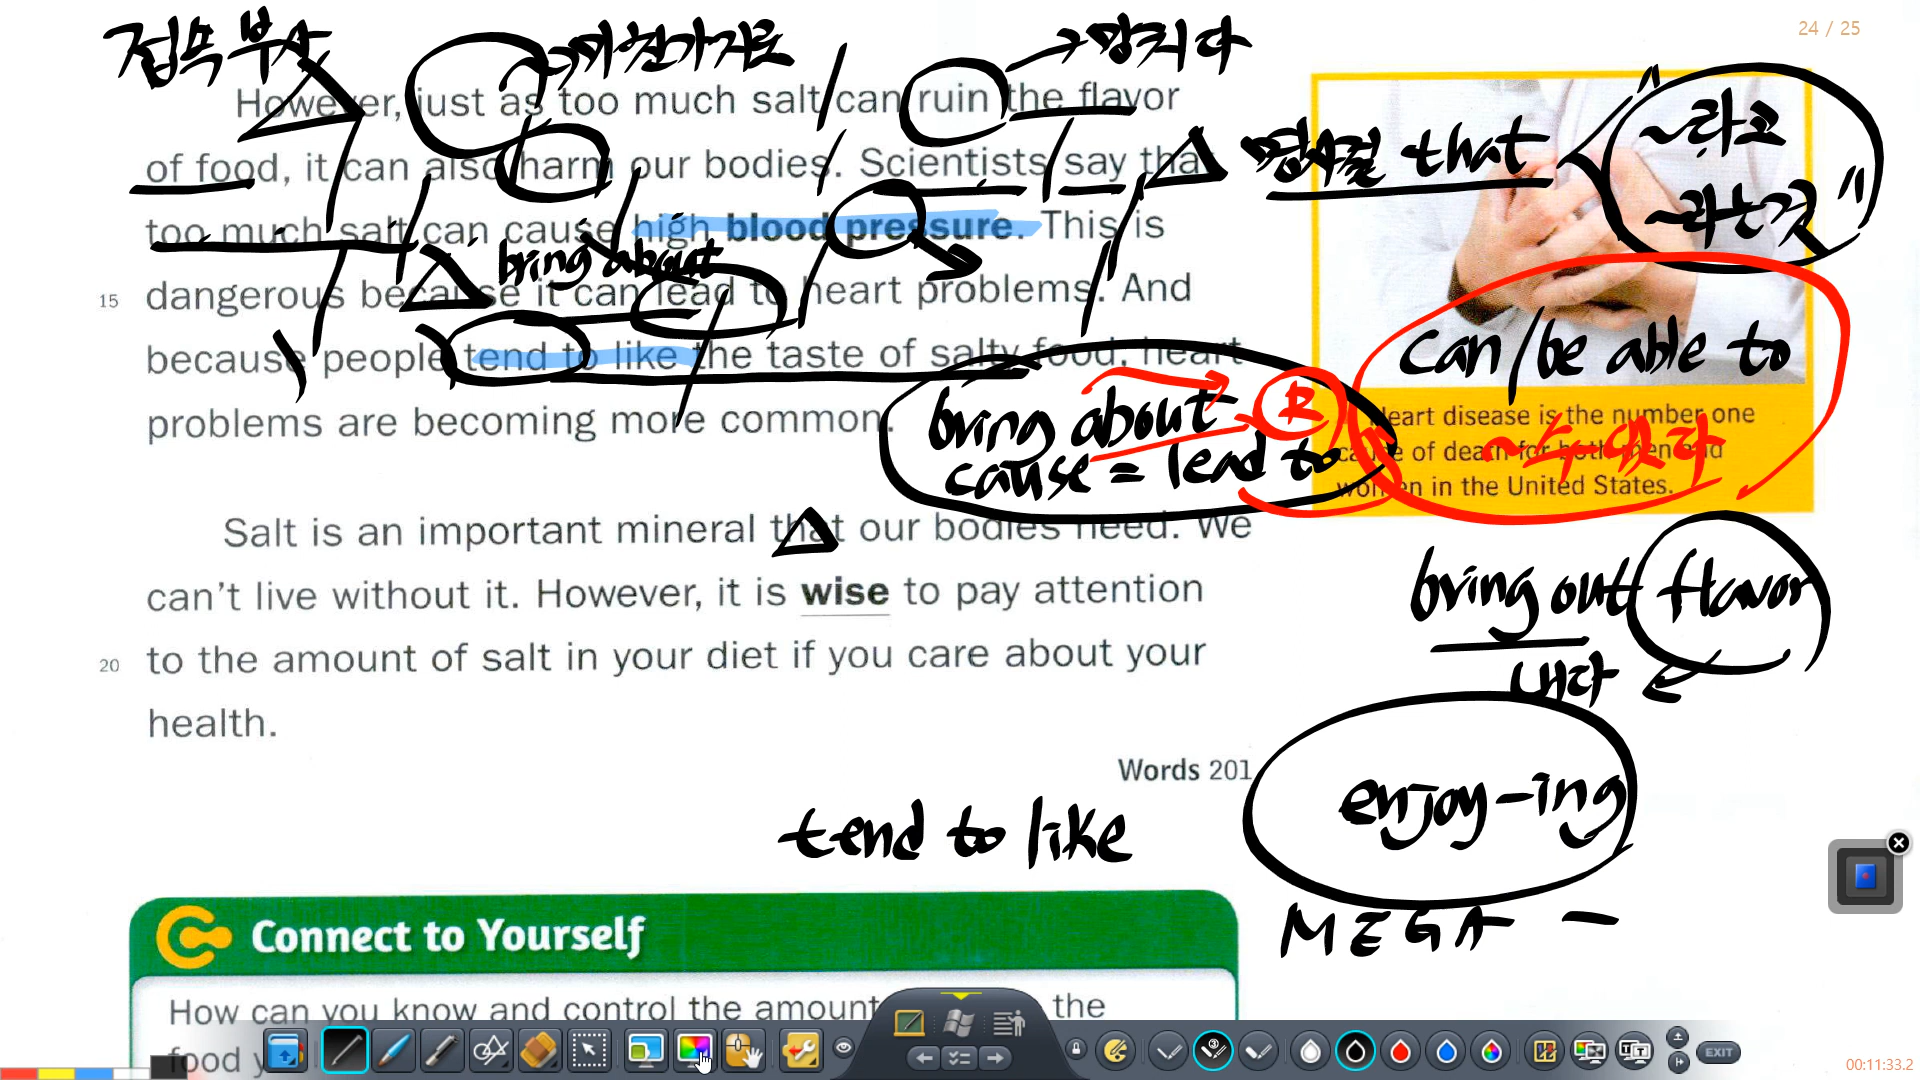 24 / 25
접속부사
마찬가지로
망치다
However, just as too much salt can ruin the flavor
of food, it can also harm our bodies. Scientists say that
명사절 that
"~라고
~라는것"
too much salt can cause high blood pressure. This is
bring about
15 dangerous because it can lead to heart problems. And
because people tend to like the taste of salty food, heart
problems are becoming more common.
bring about R
cause = lead to
can/be able to
~수 있다
Heart disease is the number one
cause of death for both men and
women in the United States.
Salt is an important mineral that our bodies need. We
can't live without it. However, it is wise to pay attention
20 to the amount of salt in your diet if you care about your
health.
bring out flavor
내다
Words 201
tend to like
enjoy-ing
MEGA -
Connect to Yourself
How can you know and control the amount the
food
EXIT
00:11:33.2